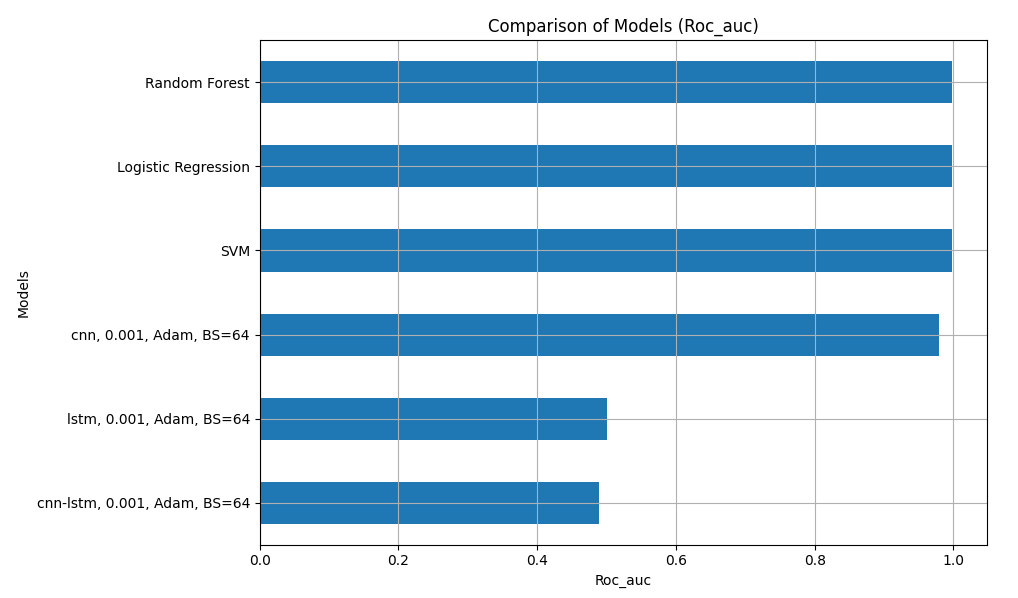 Comparison of Models (Roc_auc)
Models
Random Forest
Logistic Regression
SVM
cnn, 0.001, Adam, BS=64
lstm, 0.001, Adam, BS=64
cnn-lstm, 0.001, Adam, BS=64
0.0 0.2 0.4 0.6 0.8 1.0
Roc_auc